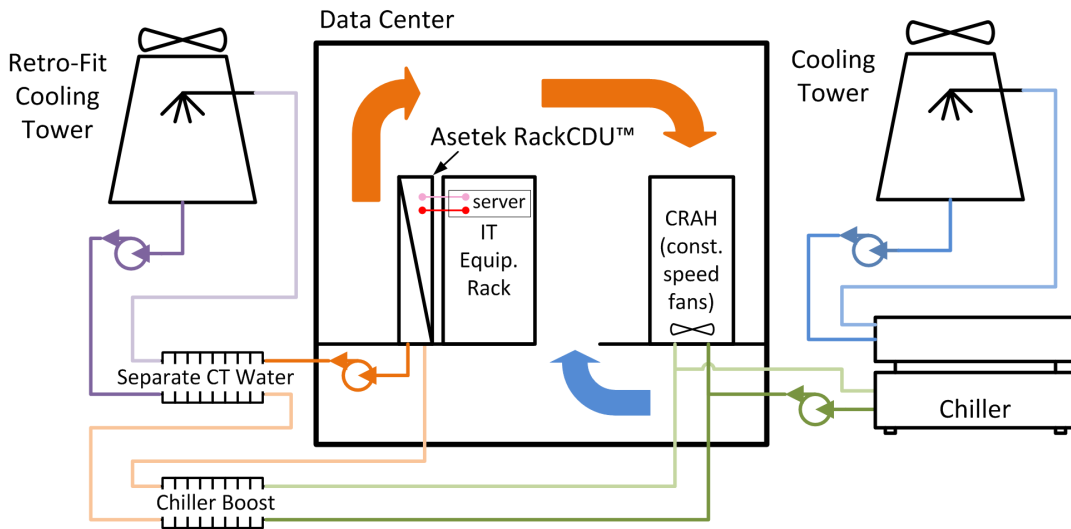 Data Center
Retro-Fit
Cooling
Tower
Cooling
Tower
Asetek RackCDU™
server
IT
Equip.
Rack
CRAH
(const.
speed
fans)
Separate CT Water
Chiller
Chiller Boost